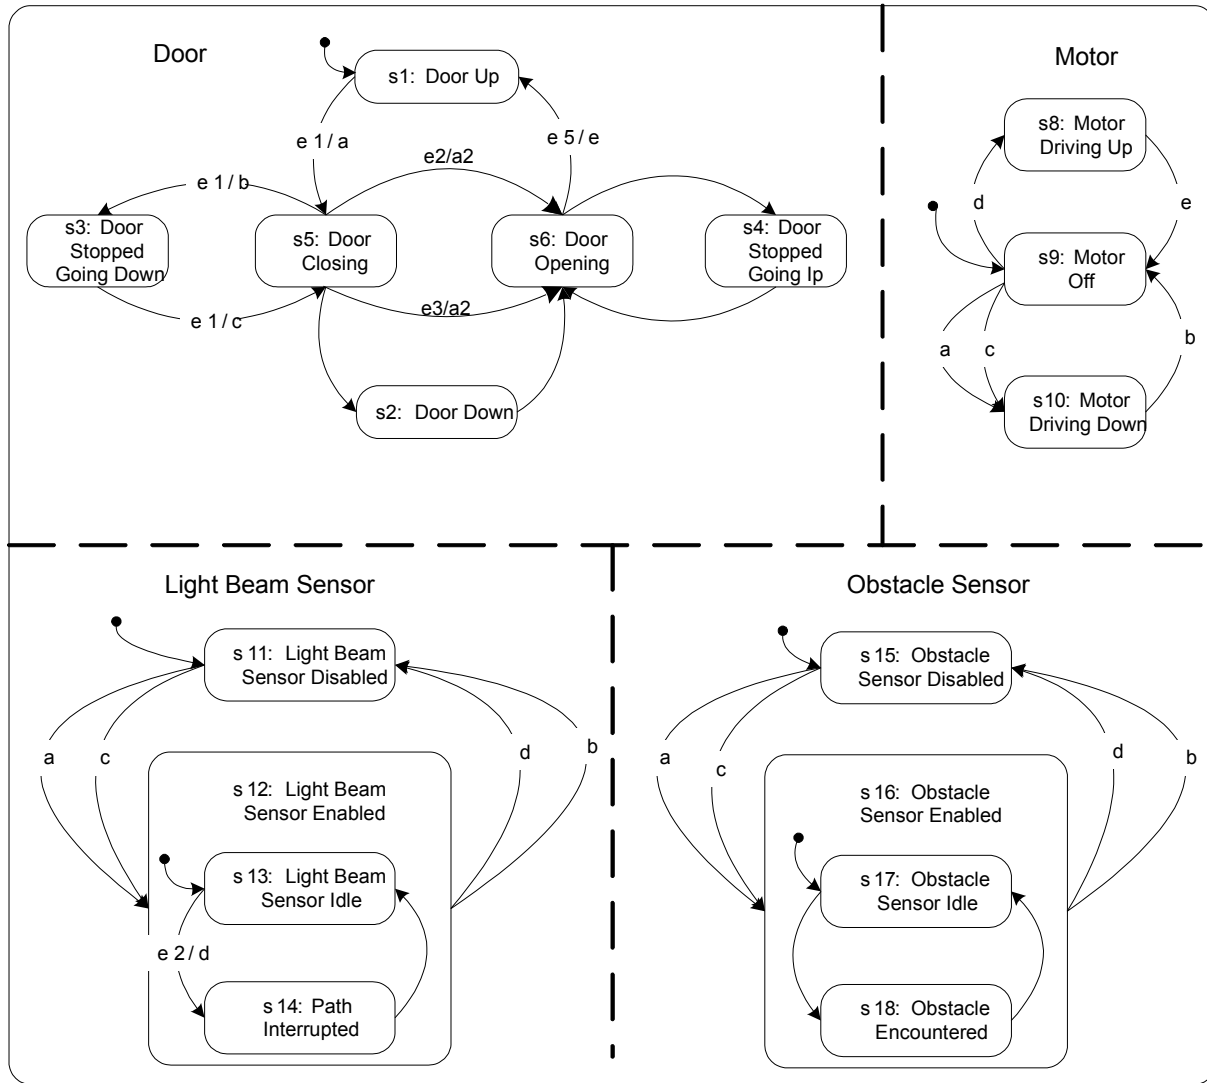 Door
s1: Door Up
e 1 / a
e 5 / e
e2/a2
e 1 / b
s3: Door
Stopped
Going Down
s5: Door
Closing
s6: Door
Opening
s4: Door
Stopped
Going Ip
e 1 / c
e3/a2
s2: Door Down
Motor
s8: Motor
Driving Up
d
e
s9: Motor
Off
a
c
b
s10: Motor
Driving Down
Light Beam Sensor
s 11: Light Beam
Sensor Disabled
a
c
d
b
s 12: Light Beam
Sensor Enabled
s 13: Light Beam
Sensor Idle
e 2 / d
s 14: Path
Interrupted
Obstacle Sensor
s 15: Obstacle
Sensor Disabled
a
c
d
b
s 16: Obstacle
Sensor Enabled
s 17: Obstacle
Sensor Idle
s 18: Obstacle
Encountered